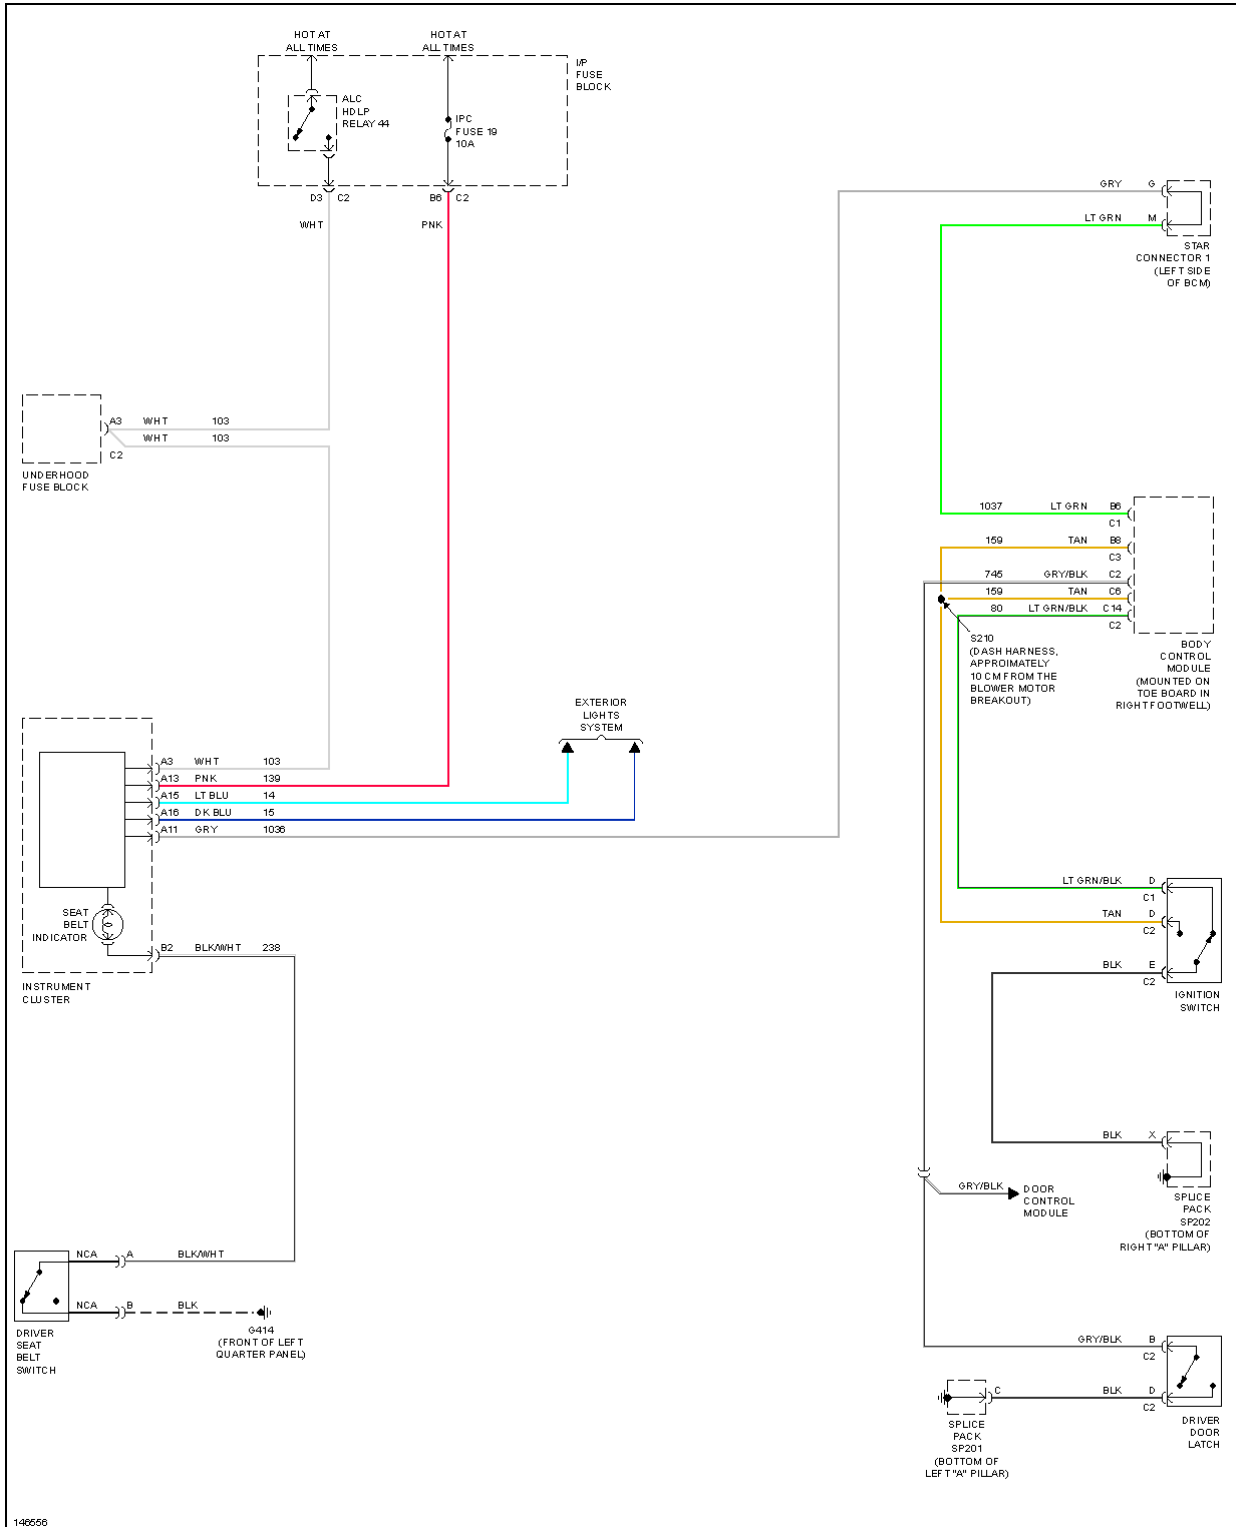 HOT AT
ALL TIMES
HOT AT
ALL TIMES
I/P
FUSE
BLOCK
ALC
HDLP
RELAY 44
IPC
FUSE 19
10A
D3 C2
B6 C2
WHT
PNK
GRY G
LT GRN M
STAR
CONNECTOR 1
(LEFT SIDE
OF BCM)
A3 WHT 103
WHT 103
C2
UNDERHOOD
FUSE BLOCK
1037 LT GRN B6
C1
159 TAN B8
C3
745 GRY/BLK C2
159 TAN C6
80 LT GRN/BLK C14
C2
S210
(DASH HARNESS,
APPROIMATELY
10 CM FROM THE
BLOWER MOTOR
BREAKOUT)
BODY
CONTROL
MODULE
(MOUNTED ON
TOE BOARD IN
RIGHT FOOTWELL)
EXTERIOR
LIGHTS
SYSTEM
A3 WHT 103
A13 PNK 139
A15 LT BLU 14
A16 DK BLU 15
A11 GRY 1036
SEAT
BELT
INDICATOR
B2 BLK/WHT 238
INSTRUMENT
CLUSTER
LT GRN/BLK D
C1
TAN D
C2
BLK E
C2
IGNITION
SWITCH
BLK X
SPLICE
PACK
SP202
(BOTTOM OF
RIGHT "A" PILLAR)
GRY/BLK
DOOR
CONTROL
MODULE
NCA A BLK/WHT
NCA B BLK
G414
(FRONT OF LEFT
QUARTER PANEL)
DRIVER
SEAT
BELT
SWITCH
GRY/BLK B
C2
C BLK D
C2
DRIVER
DOOR
LATCH
SPLICE
PACK
SP201
(BOTTOM OF
LEFT "A" PILLAR)
146556